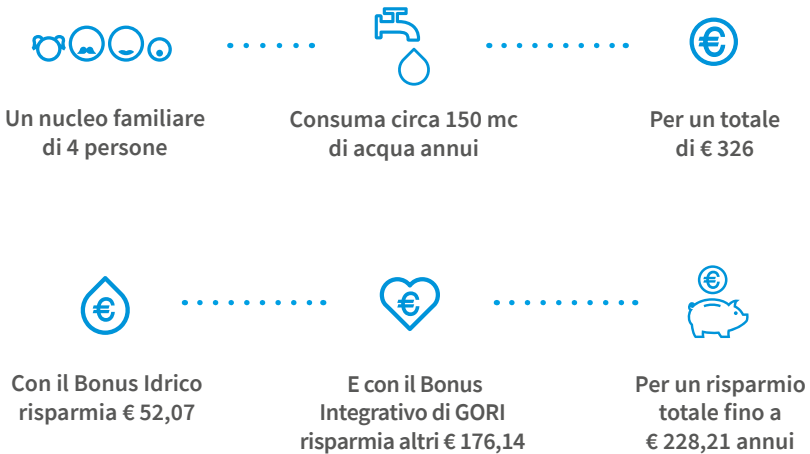 Un nucleo familiare
di 4 persone
Consuma circa 150 mc
di acqua annui
Per un totale
di € 326
Con il Bonus Idrico
risparmia € 52,07
E con il Bonus
Integrativo di GORI
risparmia altri € 176,14
Per un risparmio
totale fino a
€ 228,21 annui